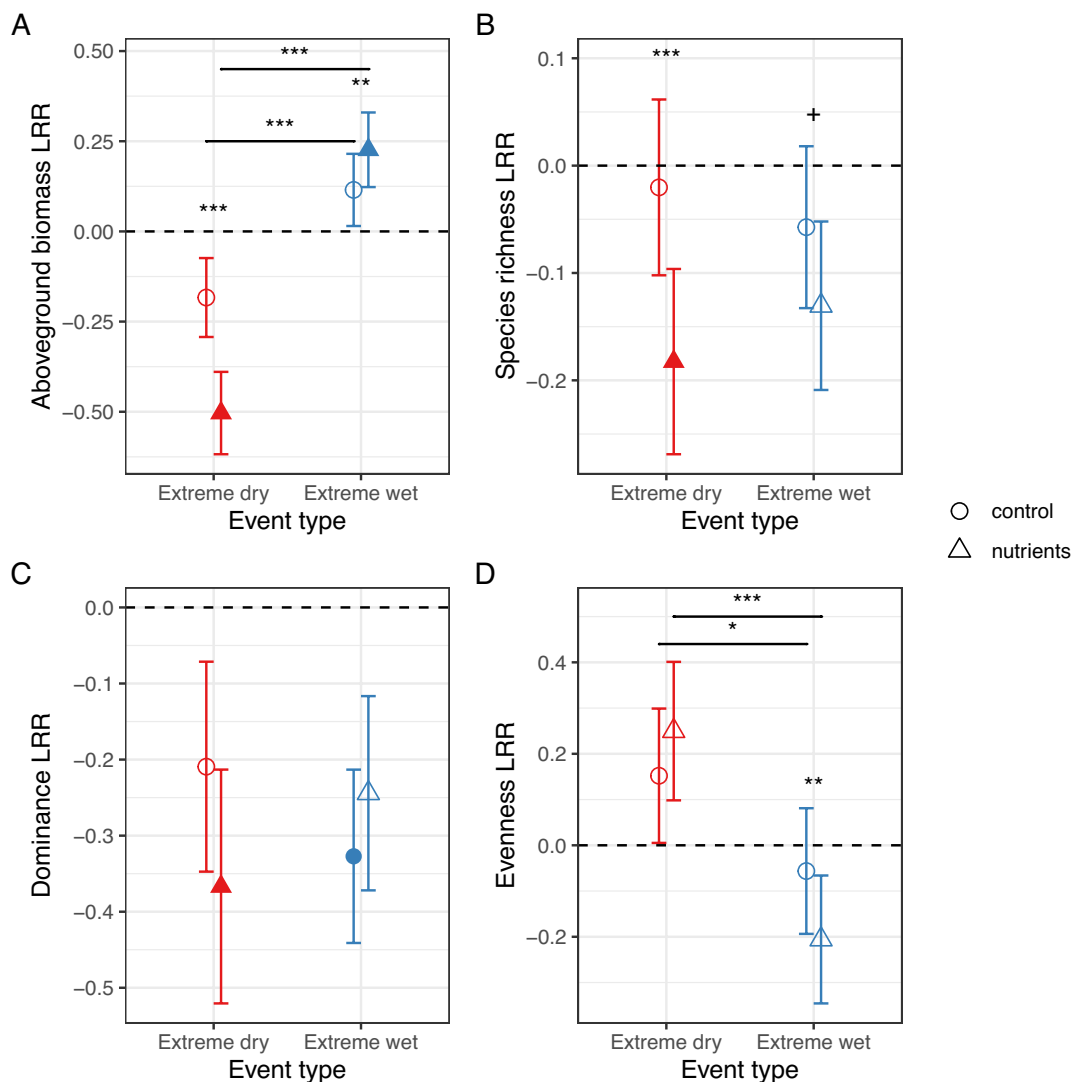 A
Aboveground biomass LRR
0.50
0.25
0.00
−0.25
−0.50
***
***
**
***
Extreme dry
Extreme wet
Event type
B
Species richness LRR
0.1
0.0
−0.1
−0.2
***
+
Extreme dry
Extreme wet
Event type
control
nutrients
C
Dominance LRR
0.0
−0.1
−0.2
−0.3
−0.4
−0.5
Extreme dry
Extreme wet
Event type
D
Evenness LRR
0.4
0.2
0.0
−0.2
***
*
**
Extreme dry
Extreme wet
Event type